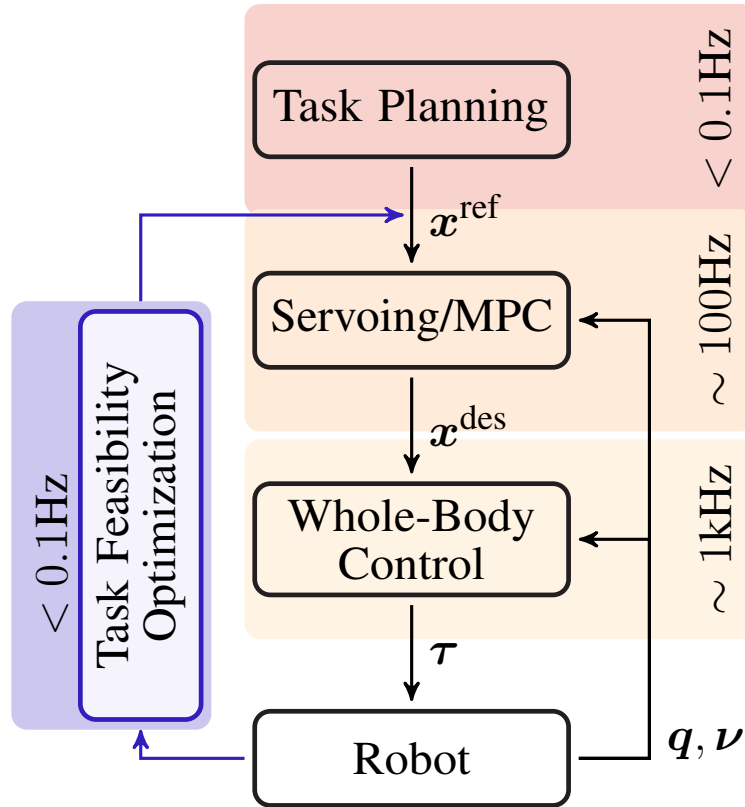 Task Planning
< 0.1Hz
x^ref
Servoing/MPC
~ 100Hz
x^des
Whole-Body
Control
~ 1kHz
τ
Robot
q, ν
Task Feasibility
Optimization
< 0.1Hz